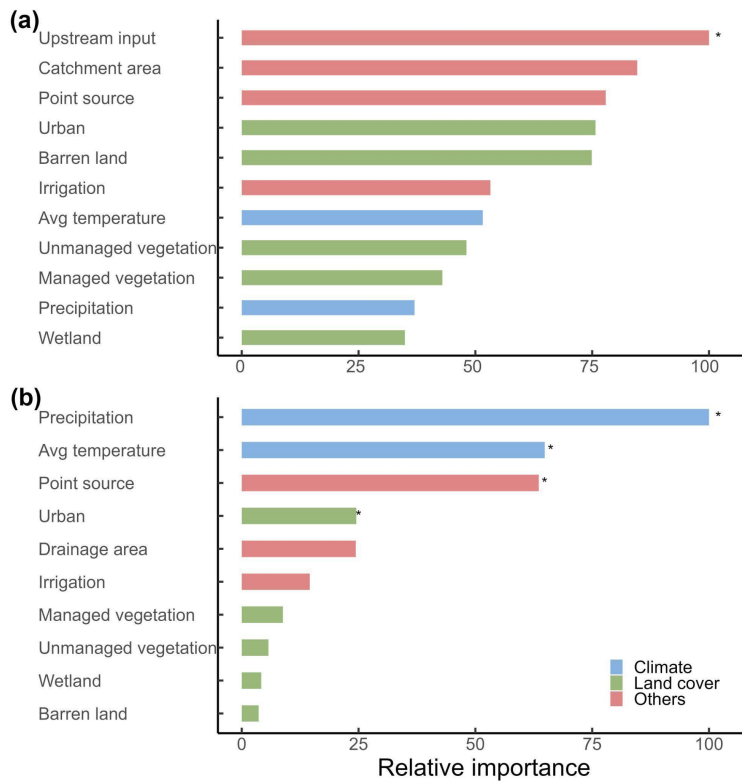 (a)
Upstream input *
Catchment area
Point source
Urban
Barren land
Irrigation
Avg temperature
Unmanaged vegetation
Managed vegetation
Precipitation
Wetland
0 25 50 75 100
(b)
Precipitation *
Avg temperature *
Point source *
Urban *
Drainage area
Irrigation
Managed vegetation
Unmanaged vegetation
Wetland
Barren land
Climate
Land cover
Others
0 25 50 75 100
Relative importance